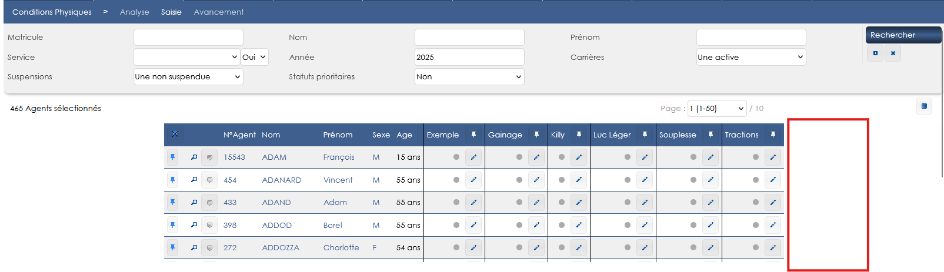 Conditions Physiques > Analyse Saisie Avancement
Matricule Nom Prénom Rechercher
Service Oui Année 2025 Carrières Une active
Suspensions Une non suspendue Statuts prioritaires Non
465 Agents sélectionnés Page : 1 (1-50) / 10
N°Agent Nom Prénom Sexe Age Exemple Gainage Killy Luc Léger Souplesse Tractions
15543 ADAM François M 15 ans
454 ADANARD Vincent M 55 ans
433 ADAND Adam M 55 ans
398 ADDOD Borel M 55 ans
272 ADDOZZA Charlotte F 54 ans